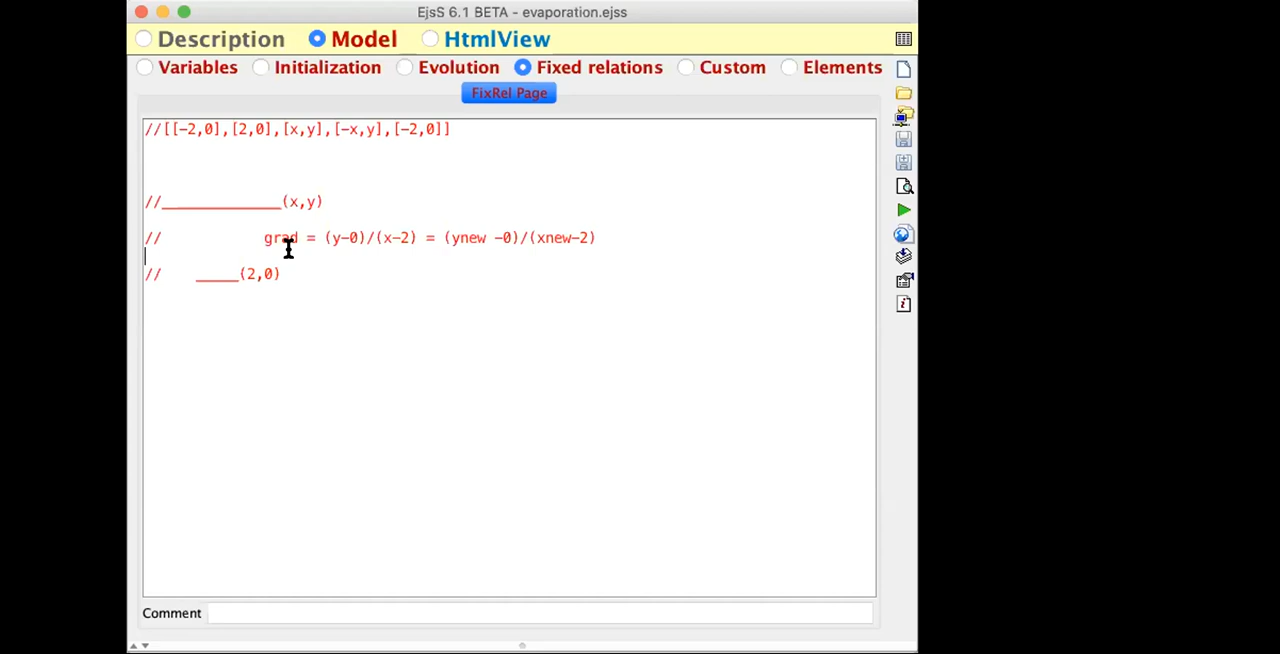 EjsS 6.1 BETA - evaporation.ejss
Description Model HtmlView
Variables Initialization Evolution Fixed relations Custom Elements
FixRel Page
//[[-2,0],[2,0],[x,y],[-x,y],[-2,0]]
//______________(x,y)
// grad = (y-0)/(x-2) = (ynew -0)/(xnew-2)
// _____(2,0)
Comment